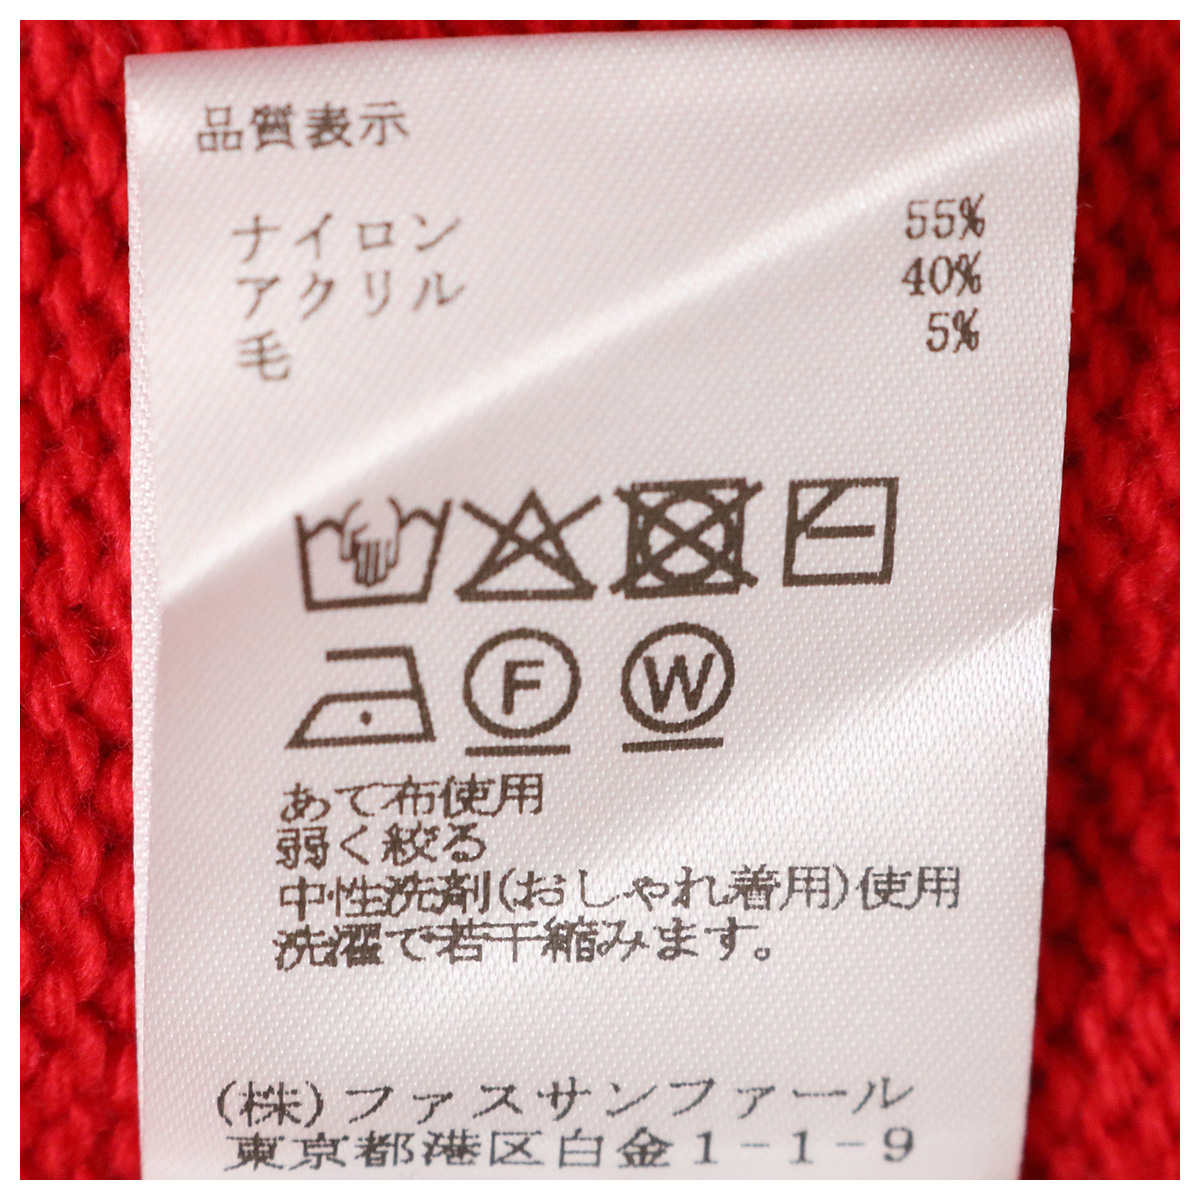 品質表示
ナイロン 55%
アクリル 40%
毛 5%
F W
あて布使用
弱く絞る
中性洗剤(おしゃれ着用)使用
洗濯で若干縮みます。
(株)ファスサンファール
東京都港区白金1-1-9